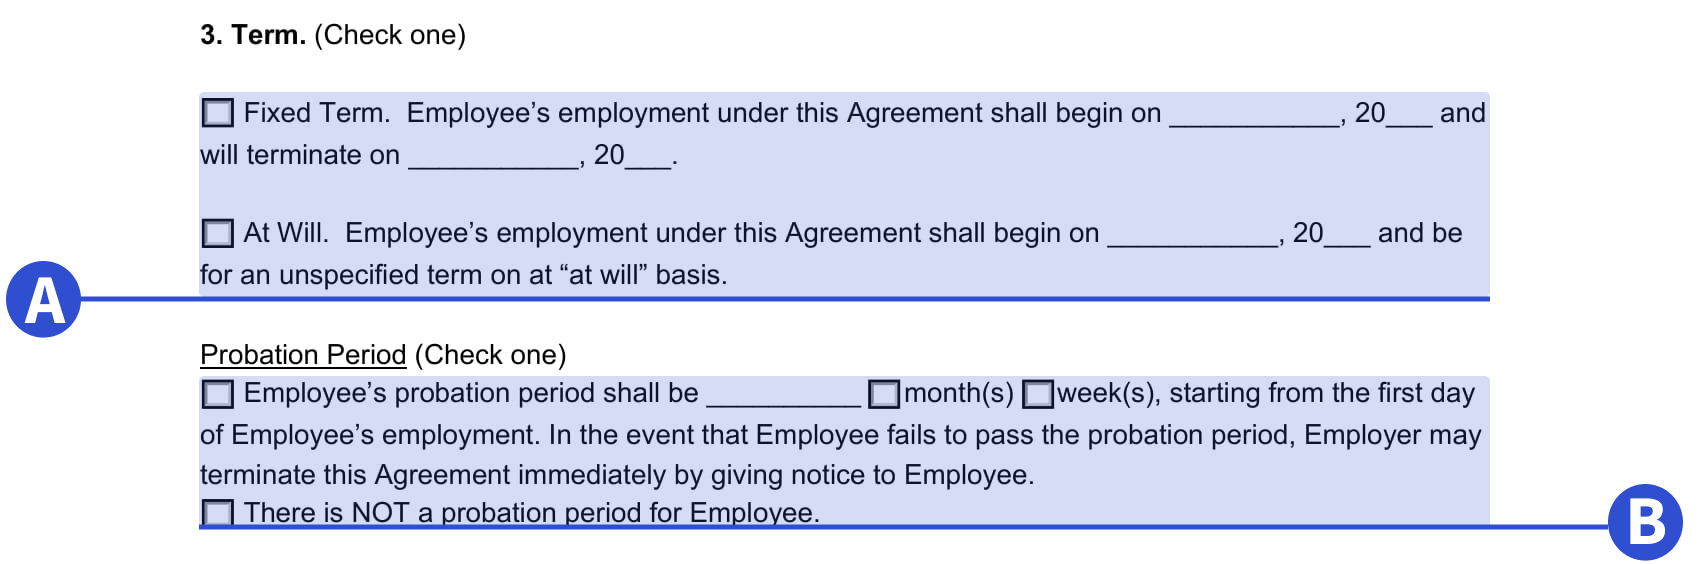 3. Term. (Check one)
Fixed Term.  Employee’s employment under this Agreement shall begin on ___________, 20___ and
will terminate on ___________, 20___.
At Will.  Employee’s employment under this Agreement shall begin on ___________, 20___ and be
for an unspecified term on at “at will” basis.
A
Probation Period (Check one)
Employee’s probation period shall be __________ month(s) week(s), starting from the first day
of Employee’s employment. In the event that Employee fails to pass the probation period, Employer may
terminate this Agreement immediately by giving notice to Employee.
There is NOT a probation period for Employee.
B